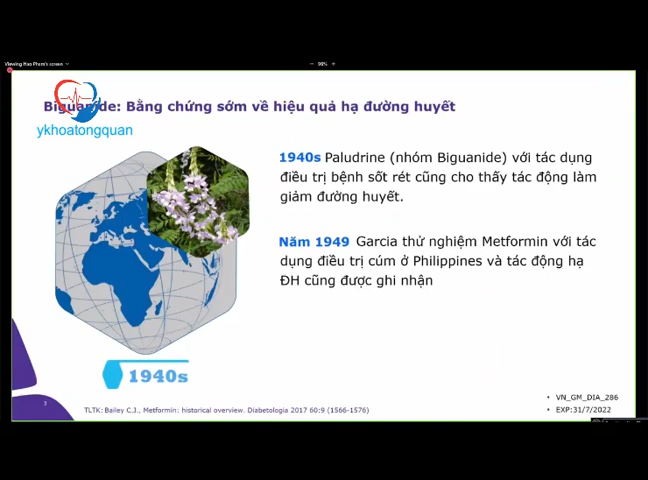 Viewing Hao Pham's screen
98%
Biguanide: Bằng chứng sớm về hiệu quả hạ đường huyết
ykhoatongquan
1940s Paludrine (nhóm Biguanide) với tác dụng
điều trị bệnh sốt rét cũng cho thấy tác động làm
giảm đường huyết.
Năm 1949 Garcia thử nghiệm Metformin với tác
dụng điều trị cúm ở Philippines và tác động hạ
ĐH cũng được ghi nhận
1940s
3
TLTK: Bailey C.J., Metformin: historical overview. Diabetologia 2017 60:9 (1566-1576)
• VN_GM_DIA_286
• EXP:31/7/2022